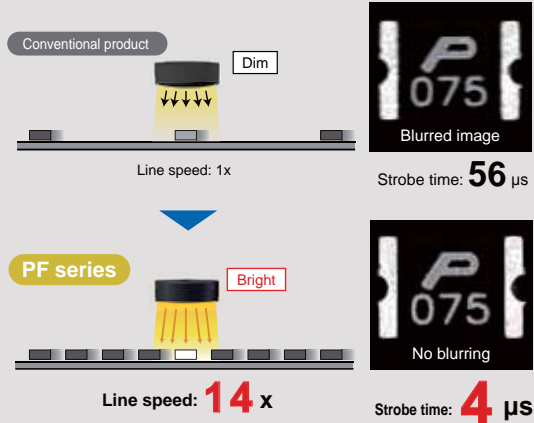 Conventional product
Dim
Line speed: 1x
P
075
Blurred image
Strobe time: 56 µs
PF series
Bright
Line speed: 14 x
P
075
No blurring
Strobe time: 4 µs